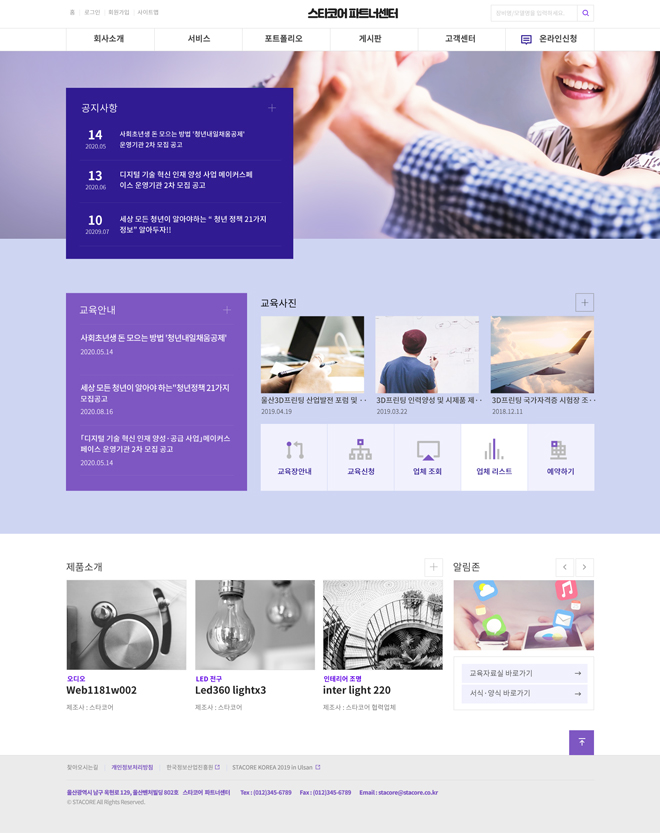 홈 로그인 회원가입 사이트맵
스타코어 파트너센터
장비명/모델명을 입력하세요.
회사소개 서비스 포트폴리오 게시판 고객센터 온라인신청
공지사항
14
2020.05
사회초년생 돈 모으는 방법 '청년내일채움공제'
운영기관 2차 모집 공고
13
2020.06
디지털 기술 혁신 인재 양성 사업 메이커스페
이스 운영기관 2차 모집 공고
10
20209.07
세상 모든 청년이 알아야하는 “ 청년 정책 21가지
정보” 알아두자!!
교육안내
사회초년생 돈 모으는 방법 '청년내일채움공제'
2020.05.14
세상 모든 청년이 알아야 하는"청년정책 21가지
모집공고
2020.08.16
「디지털 기술 혁신 인재 양성·공급 사업」메이커스
페이스 운영기관 2차 모집 공고
2020.05.14
교육사진
울산3D프린팅 산업발전 포럼 및 ··
2019.04.19
3D프린팅 인력양성 및 시제품 제··
2019.03.22
3D프린팅 국가자격증 시험장 조··
2018.12.11
교육장안내 교육신청 업체 조회 업체 리스트 예약하기
제품소개
오디오
Web1181w002
제조사 : 스타코어
LED 전구
Led360 lightx3
제조사 : 스타코어
인테리어 조명
inter light 220
제조사 : 스타코어 협력업체
알림존
교육자료실 바로가기
서식·양식 바로가기
찾아오시는길 개인정보처리방침 한국정보산업진흥원 STACORE KOREA 2019 in Ulsan
울산광역시 남구 옥현로 129, 울산벤처빌딩 802호 스타코어 파트너센터 Tex : (012)345-6789 Fax : (012)345-6789 Email : stacore@stacore.co.kr
© STACORE All Rights Reserved.